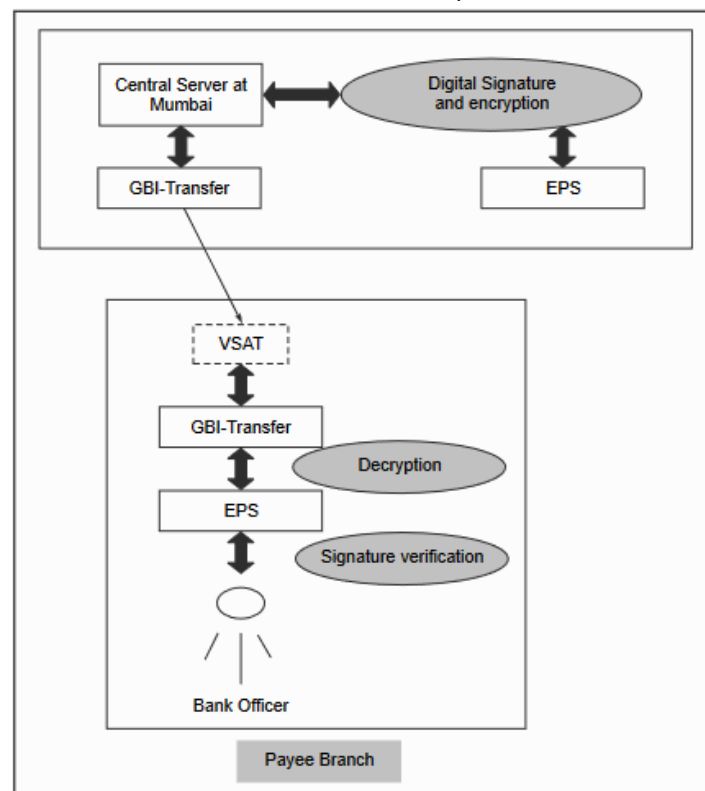 Central Server at
Mumbai
Digital Signature
and encryption
GBI-Transfer
EPS
VSAT
GBI-Transfer
Decryption
EPS
Signature verification
Bank Officer
Payee Branch